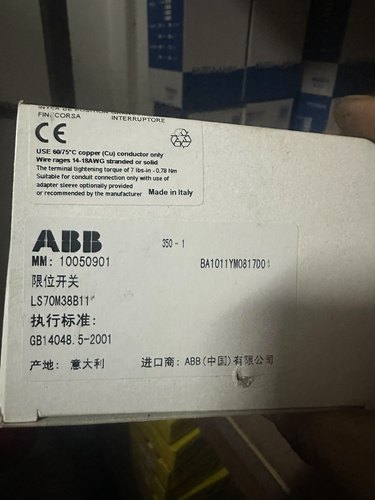 FIN. CORSA INTERRUPTORE
CE
USE 60/75°C copper (Cu) conductor only
Wire rages 14-18AWG stranded or solid
The terminal tightening torque of 7 lbs-in - 0.78 Nm
Suitable for conduit connection only with use of
adapter sleeve optionally provided
or recommended by the manufacturer Made in Italy
ABB 350-1
MM: 10050901 BA1011YM0817D0
限位开关
LS70M38B11
执行标准:
GB14048.5-2001
产地: 意大利 进口商: ABB(中国)有限公司